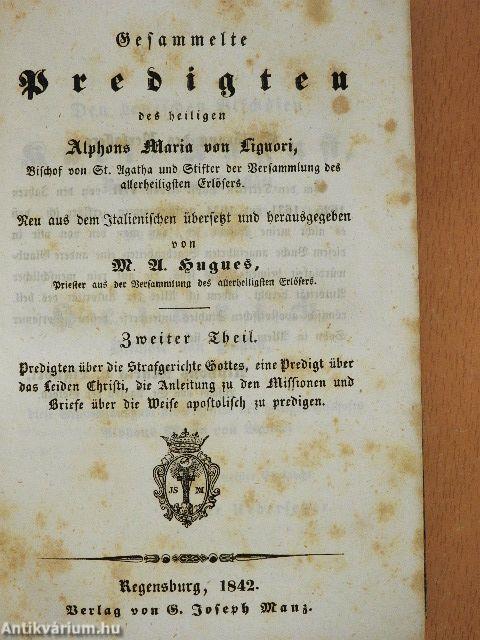 Gesammelte
Predigten
des heiligen
Alphons Maria von Liguori,
Bischof von St. Agatha und Stifter der Versammlung des
allerheiligsten Erlösers.
Neu aus dem Italienischen übersetzt und herausgegeben
von
M. A. Hugues,
Priester aus der Versammlung des allerheiligsten Erlösers.
Zweiter Theil.
Predigten über die Strafgerichte Gottes, eine Predigt über
das Leiden Christi, die Anleitung zu den Missionen und
Briefe über die Weise apostolisch zu predigen.
JS M
Regensburg, 1842.
Verlag von G. Joseph Manz.
Antikvárium.hu